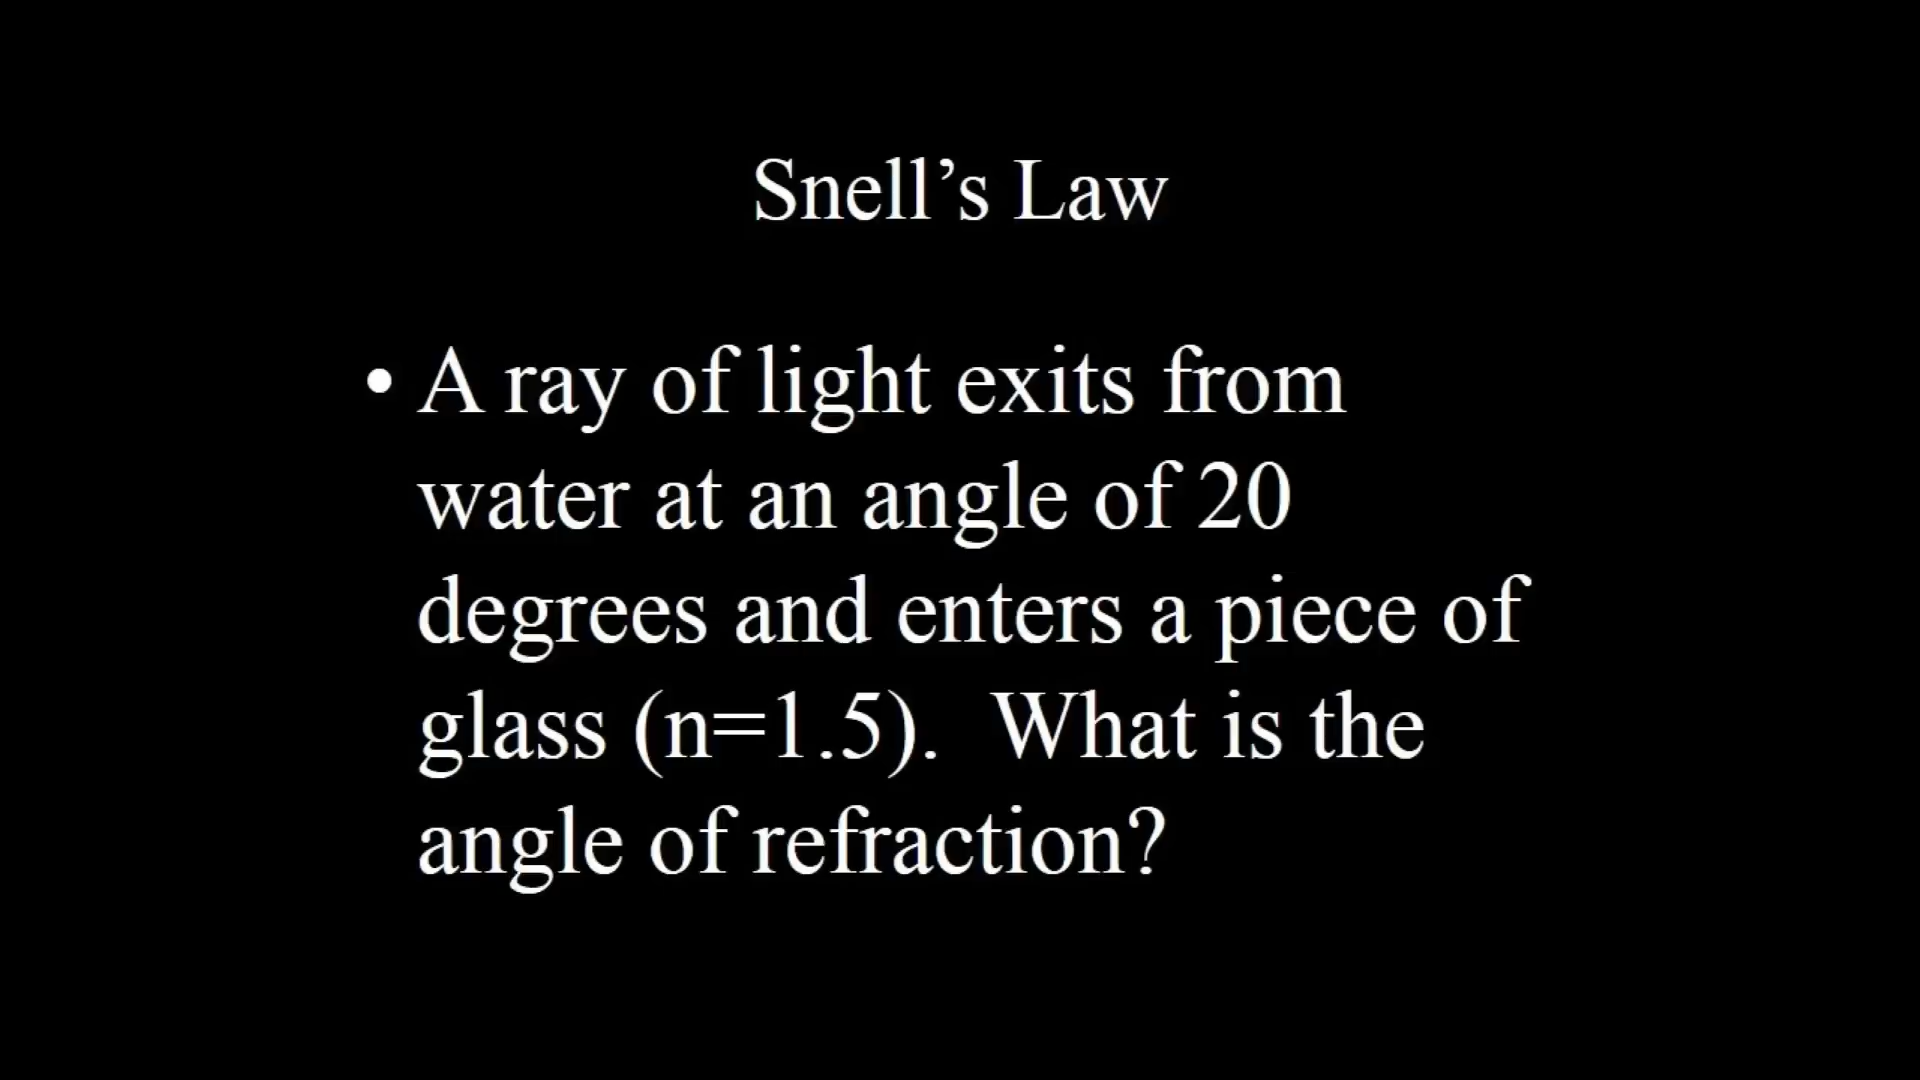 Snell’s Law
• A ray of light exits from
water at an angle of 20
degrees and enters a piece of
glass (n=1.5).  What is the
angle of refraction?